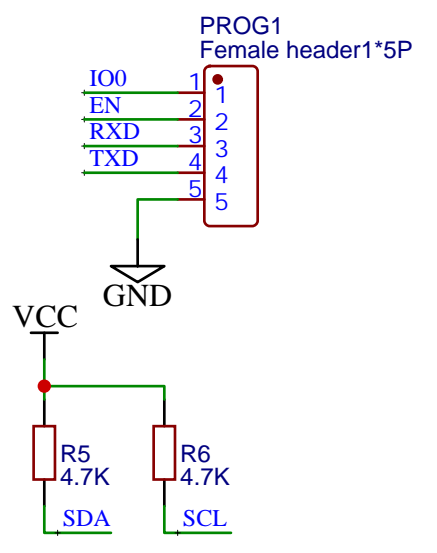 PROG1
Female header1*5P
IO0 1 1
EN 2 2
RXD 3 3
TXD 4 4
5 5
GND
VCC
R5 R6
4.7K 4.7K
SDA SCL